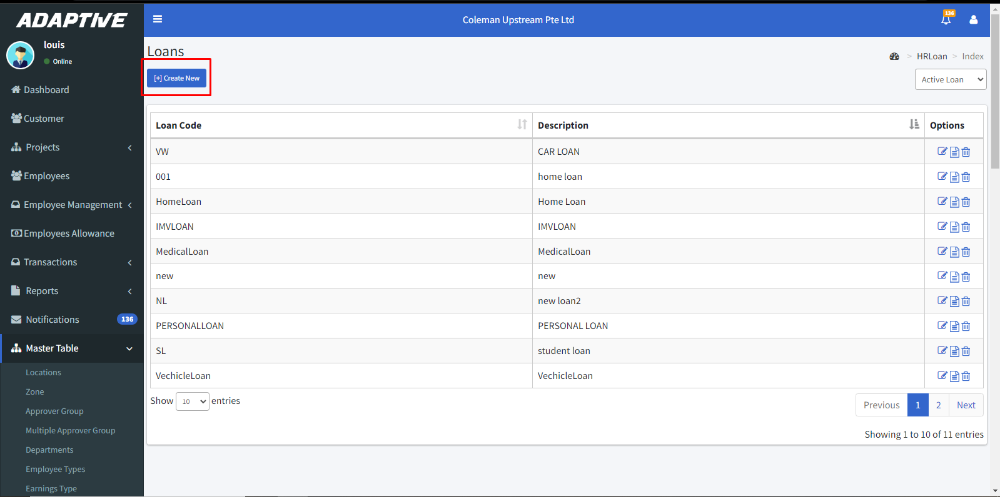 ADAPTIVE
louis
Online
Dashboard
Customer
Projects
Employees
Employee Management
Employees Allowance
Transactions
Reports
Notifications 136
Master Table
Locations
Zone
Approver Group
Multiple Approver Group
Departments
Employee Types
Earnings Type
Coleman Upstream Pte Ltd
136
Loans
HRLoan > Index
[+] Create New
Active Loan
Loan Code Description Options
VW CAR LOAN
001 home loan
HomeLoan Home Loan
IMVLOAN IMVLOAN
MedicalLoan MedicalLoan
new new
NL new loan2
PERSONALLOAN PERSONAL LOAN
SL student loan
VechicleLoan VechicleLoan
Show 10 entries
Previous 1 2 Next
Showing 1 to 10 of 11 entries